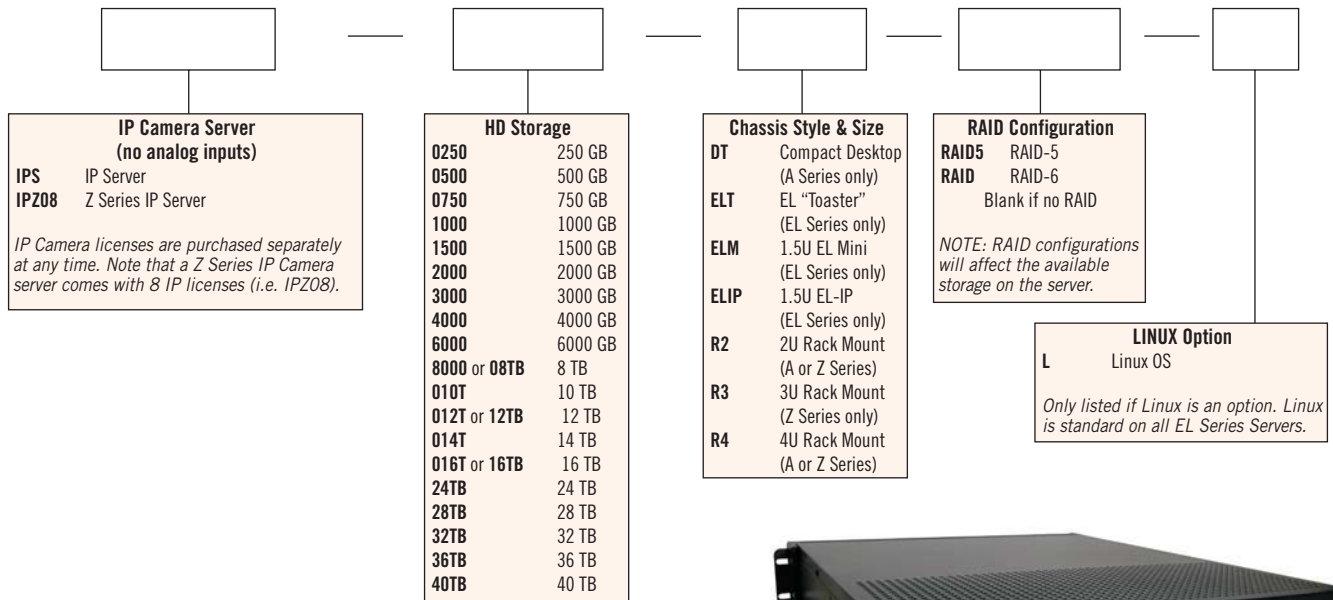 IP Camera Server
(no analog inputs)
IPS IP Server
IPZ08 Z Series IP Server
IP Camera licenses are purchased separately
at any time. Note that a Z Series IP Camera
server comes with 8 IP licenses (i.e. IPZ08).
HD Storage
0250 250 GB
0500 500 GB
0750 750 GB
1000 1000 GB
1500 1500 GB
2000 2000 GB
3000 3000 GB
4000 4000 GB
6000 6000 GB
8000 or 08TB 8 TB
010T 10 TB
012T or 12TB 12 TB
014T 14 TB
016T or 16TB 16 TB
24TB 24 TB
28TB 28 TB
32TB 32 TB
36TB 36 TB
40TB 40 TB
Chassis Style & Size
DT Compact Desktop
(A Series only)
ELT EL “Toaster”
(EL Series only)
ELM 1.5U EL Mini
(EL Series only)
ELIP 1.5U EL-IP
(EL Series only)
R2 2U Rack Mount
(A or Z Series)
R3 3U Rack Mount
(Z Series only)
R4 4U Rack Mount
(A or Z Series)
RAID Configuration
RAID5 RAID-5
RAID RAID-6
Blank if no RAID
NOTE: RAID configurations
will affect the available
storage on the server.
LINUX Option
L Linux OS
Only listed if Linux is an option. Linux
is standard on all EL Series Servers.